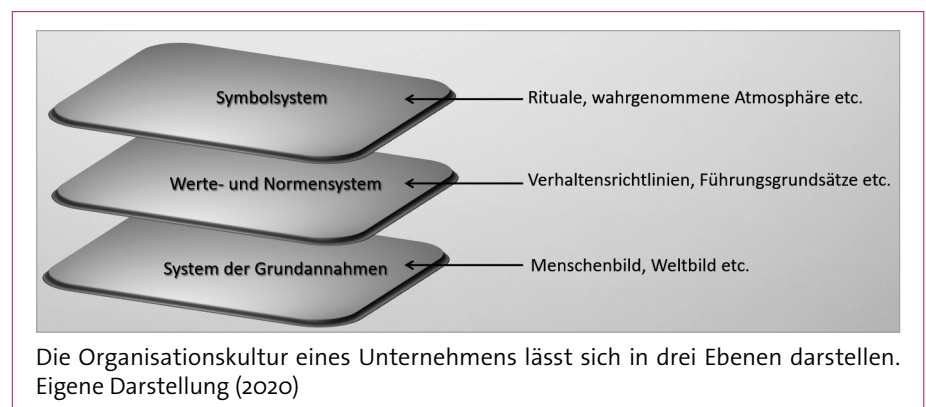 Symbolsystem
Rituale, wahrgenommene Atmosphäre etc.
Werte- und Normensystem
Verhaltensrichtlinien, Führungsgrundsätze etc.
System der Grundannahmen
Menschenbild, Weltbild etc.
Die Organisationskultur eines Unternehmens lässt sich in drei Ebenen darstellen.
Eigene Darstellung (2020)